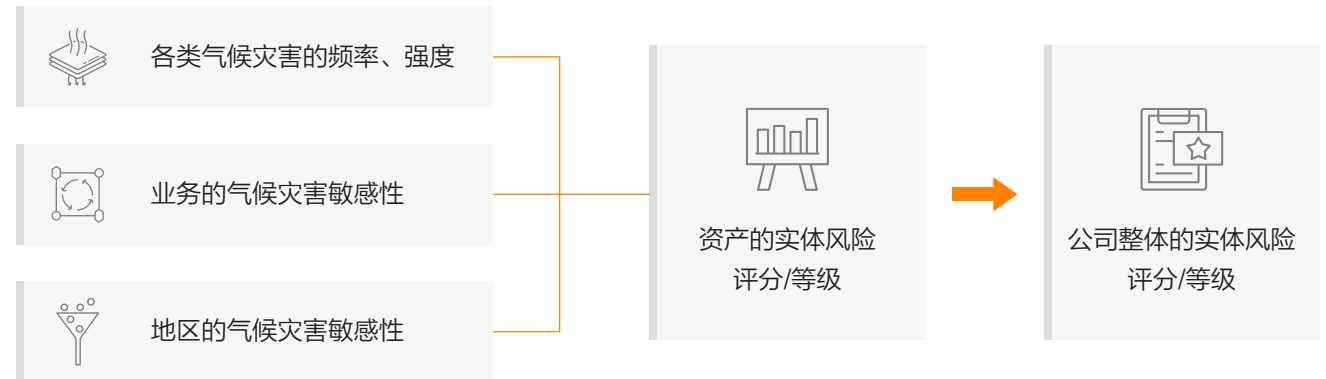 各类气候灾害的频率、强度
业务的气候灾害敏感性
地区的气候灾害敏感性
资产的实体风险
评分/等级
公司整体的实体风险
评分/等级